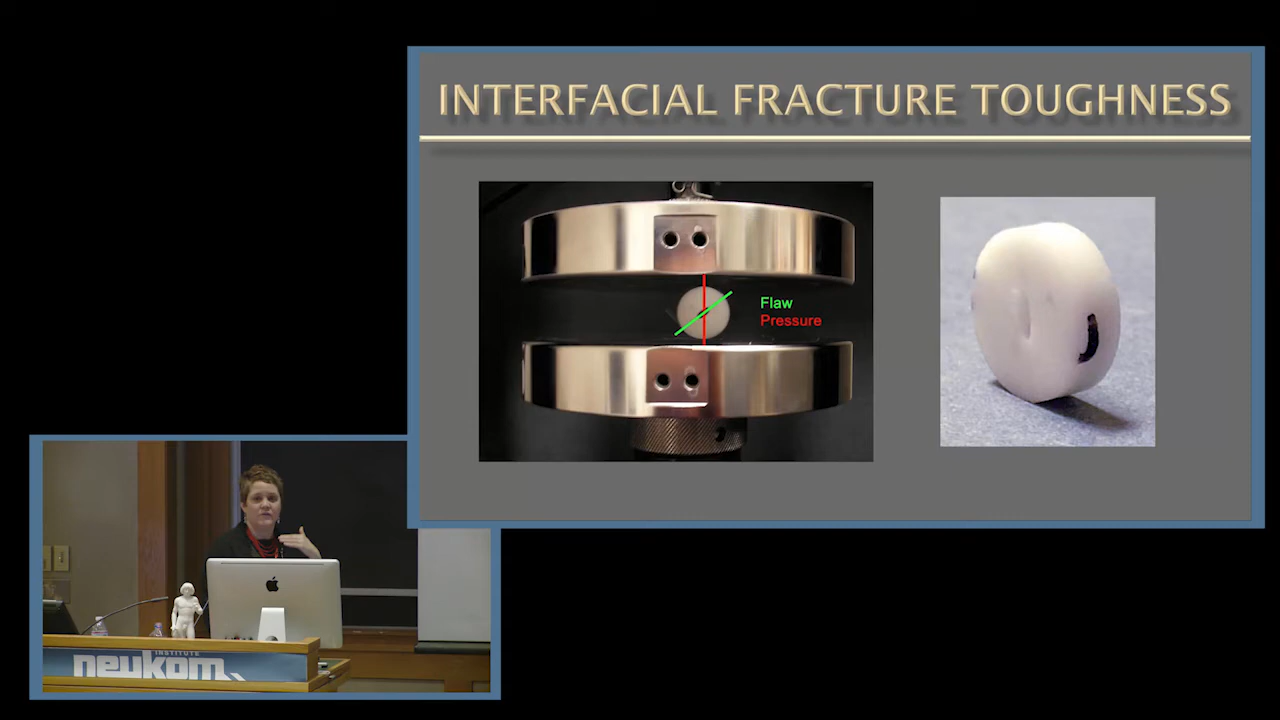 INTERFACIAL FRACTURE TOUGHNESS
Flaw
Pressure
INSTITUTE
neukom